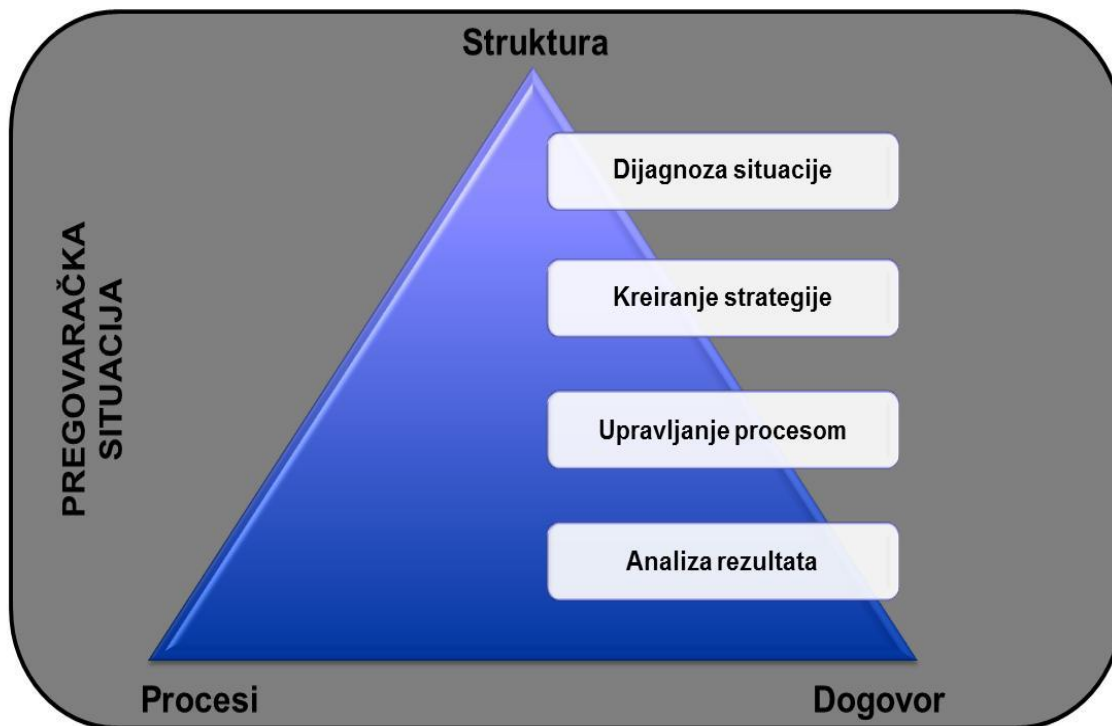 Struktura
PREGOVARAČKA
SITUACIJA
Dijagnoza situacije
Kreiranje strategije
Upravljanje procesom
Analiza rezultata
Procesi
Dogovor